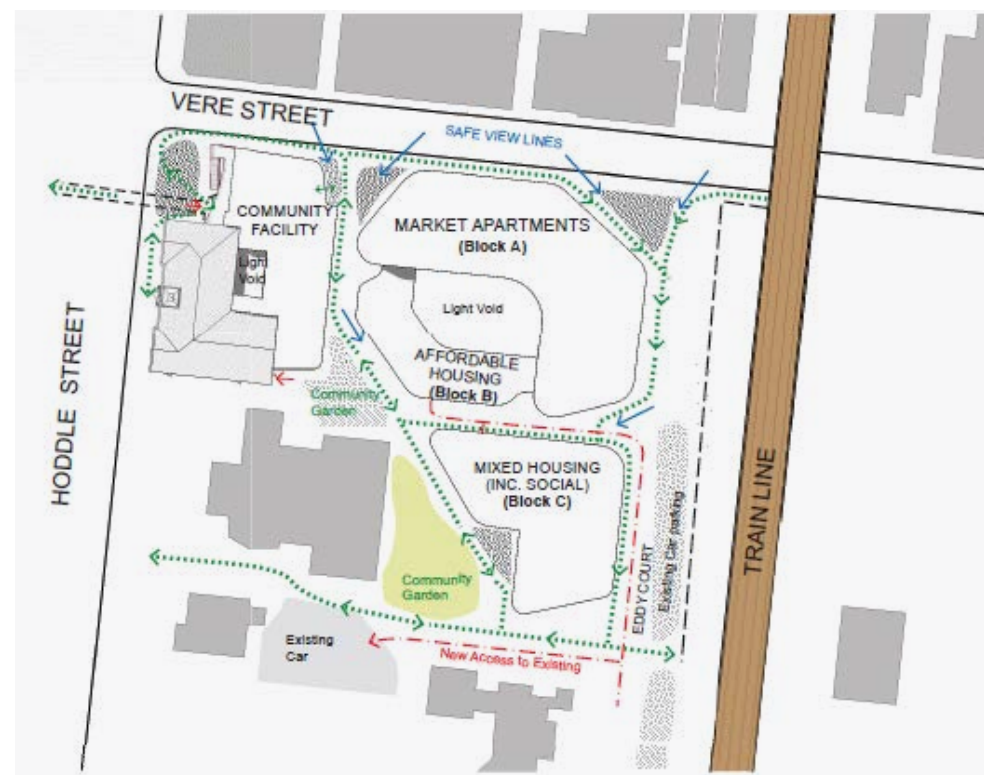 VERE STREET
SAFE VIEW LINES
COMMUNITY
FACILITY
Light
Void
MARKET APARTMENTS
(Block A)
Light Void
AFFORDABLE
HOUSING
(Block B)
Community
Garden
HODDLE STREET
MIXED HOUSING
(INC. SOCIAL)
(Block C)
Community
Garden
EDDY COURT
Existing Car parking
TRAIN LINE
Existing
Car
New Access to Existing